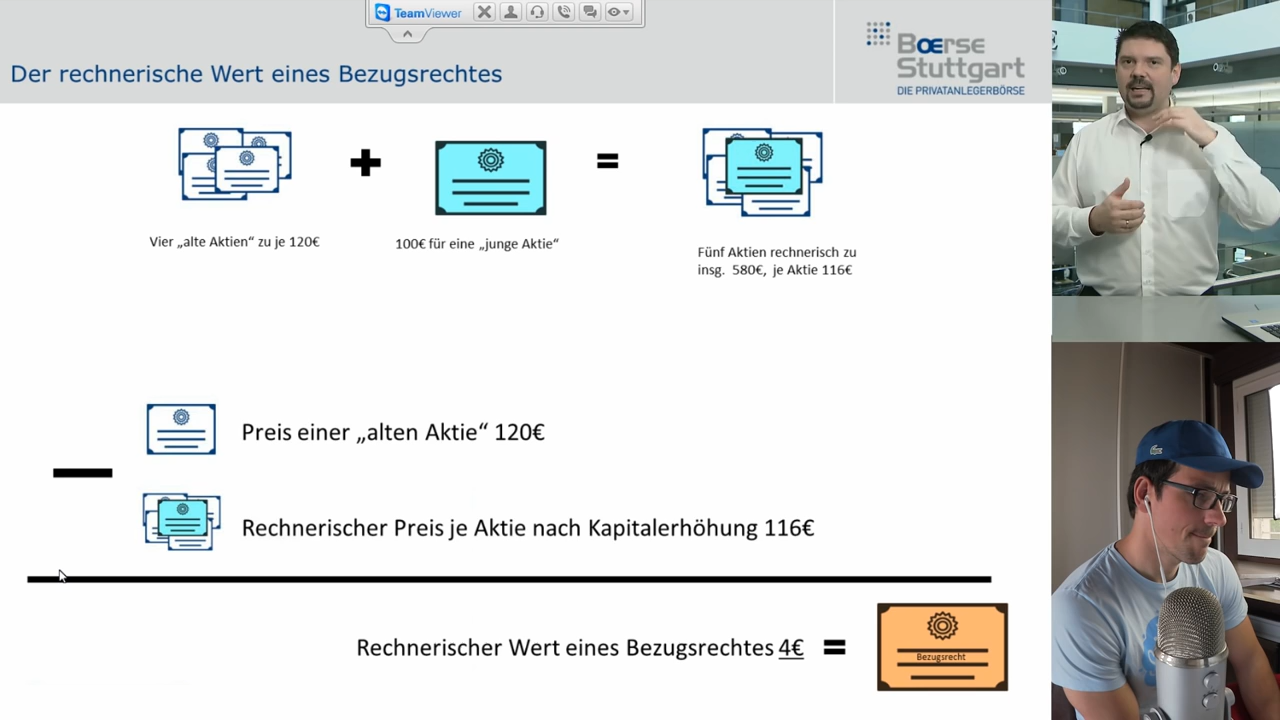 TeamViewer
Der rechnerische Wert eines Bezugsrechtes
BOERSE
Stuttgart
DIE PRIVATANLEGERBÖRSE
Vier „alte Aktien“ zu je 120€
100€ für eine „junge Aktie“
Fünf Aktien rechnerisch zu
insg. 580€, je Aktie 116€
Preis einer „alten Aktie“ 120€
Rechnerischer Preis je Aktie nach Kapitalerhöhung 116€
Rechnerischer Wert eines Bezugsrechtes 4€
Bezugsrecht